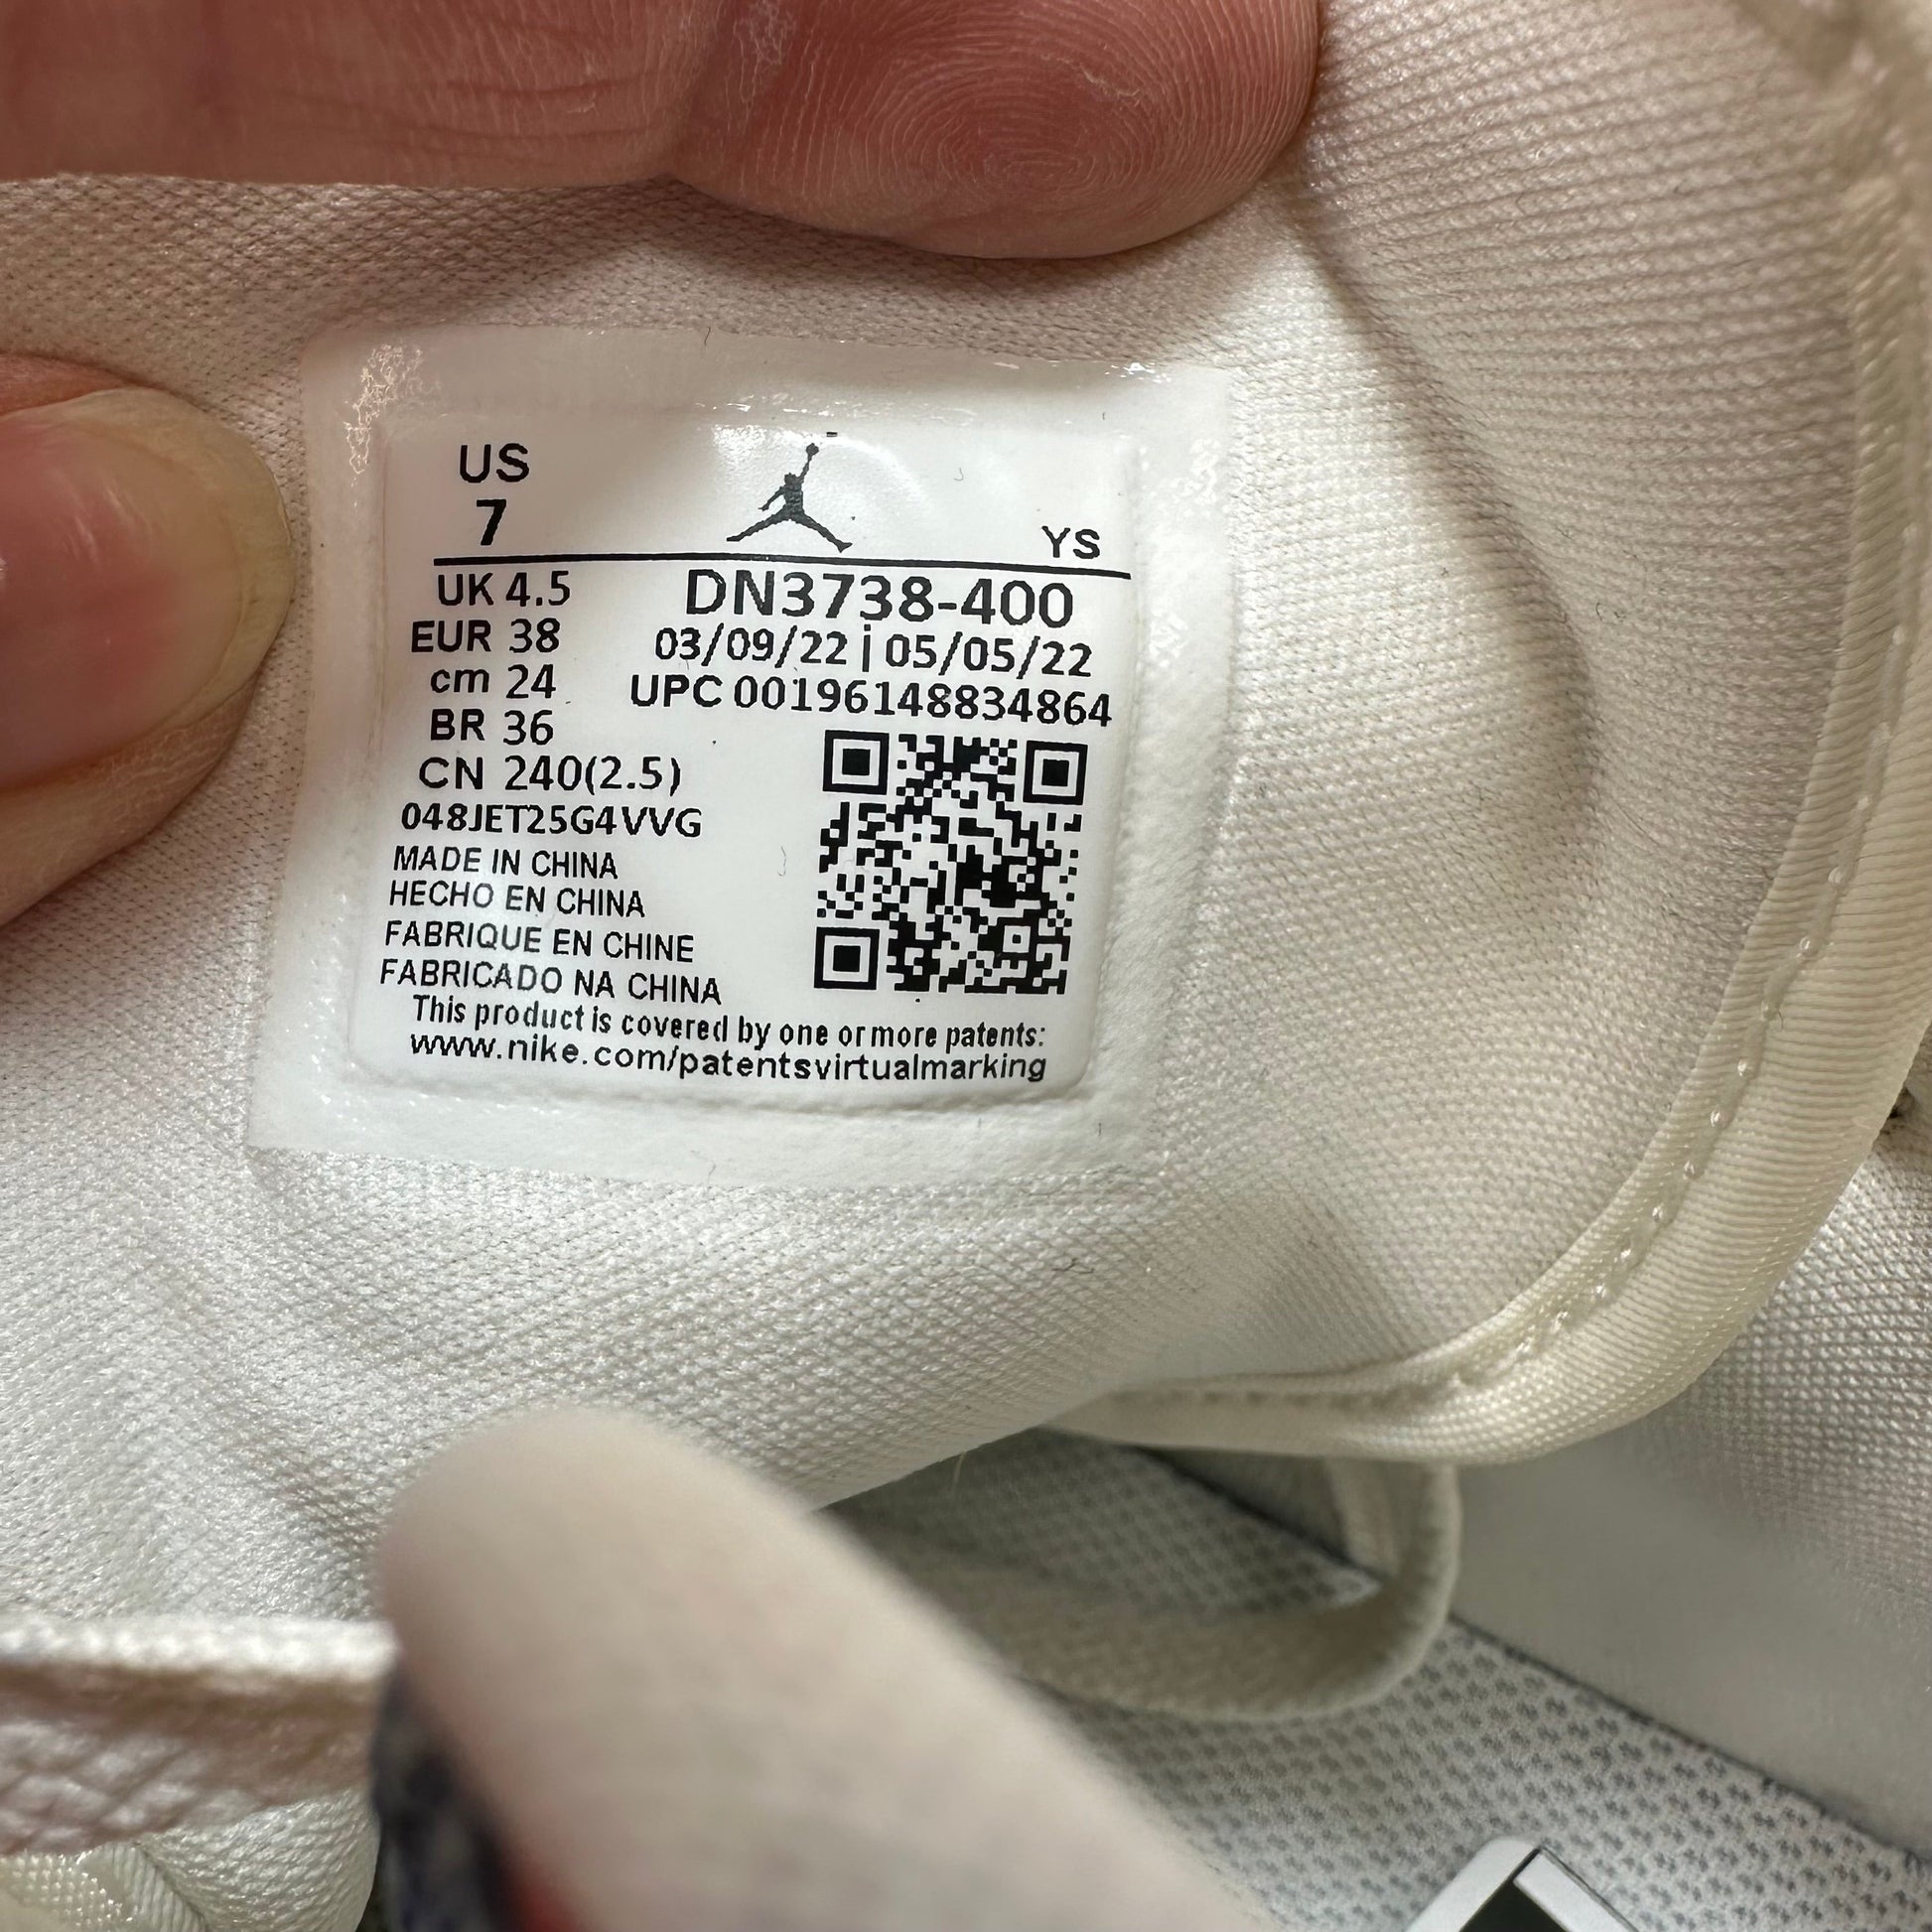 US
7
YS
UK 4.5
DN3738-400
EUR 38
03/09/22 | 05/05/22
cm 24
UPC 00196148834864
BR 36
CN 240(2.5)
048JET25G4VVG
MADE IN CHINA
HECHO EN CHINA
FABRIQUE EN CHINE
FABRICADO NA CHINA
This product is covered by one or more patents:
www.nike.com/patentsvirtualmarking